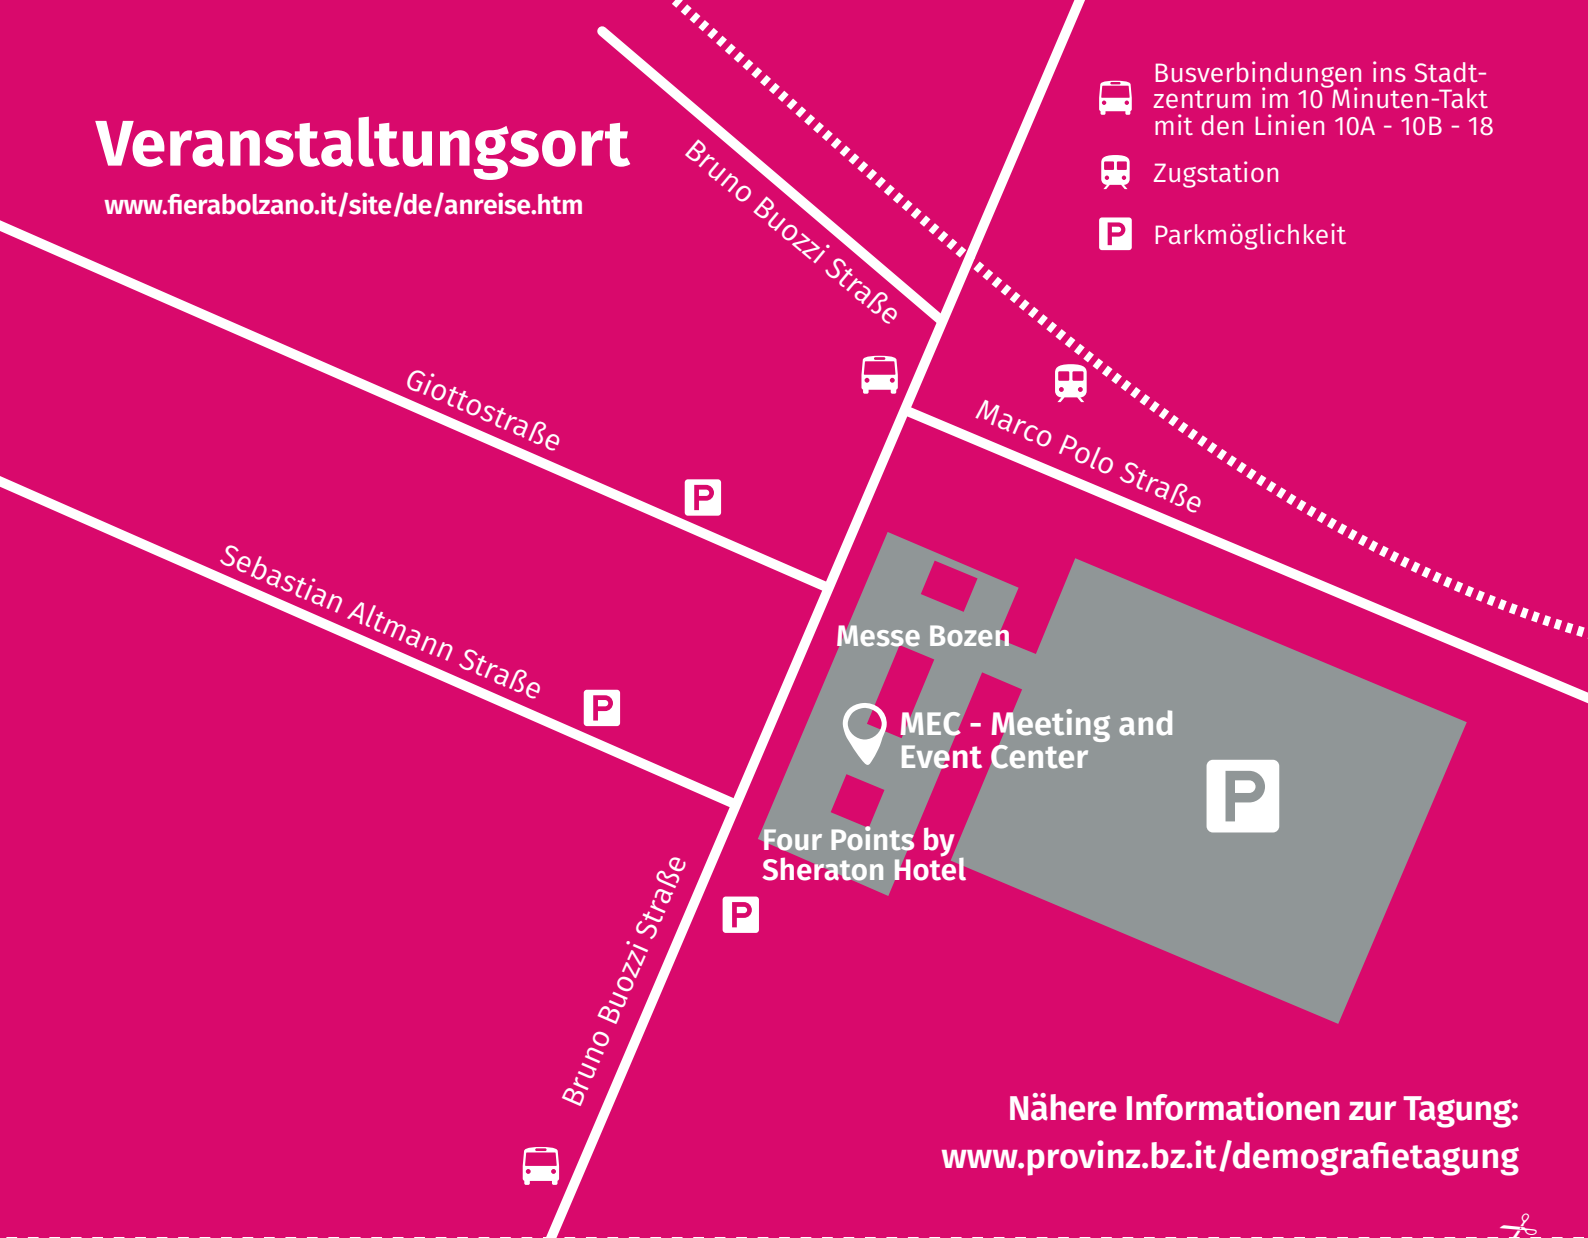 Veranstaltungsort
www.fierabolzano.it/site/de/anreise.htm
Busverbindungen ins Stadt-
zentrum im 10 Minuten-Takt
mit den Linien 10A - 10B - 18
Zugstation
P
Parkmöglichkeit
Bruno Buozzi Straße
Giottostraße
P
Marco Polo Straße
Sebastian Altmann Straße
P
Messe Bozen
MEC - Meeting and
Event Center
P
Four Points by
Sheraton Hotel
P
Bruno Buozzi Straße
Nähere Informationen zur Tagung:
www.provinz.bz.it/demografietagung